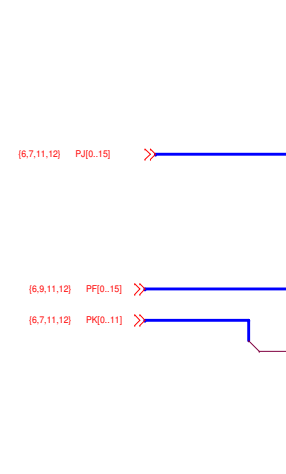 {6,7,11,12} PJ[0..15]
{6,9,11,12} PF[0..15]
{6,7,11,12} PK[0..11]